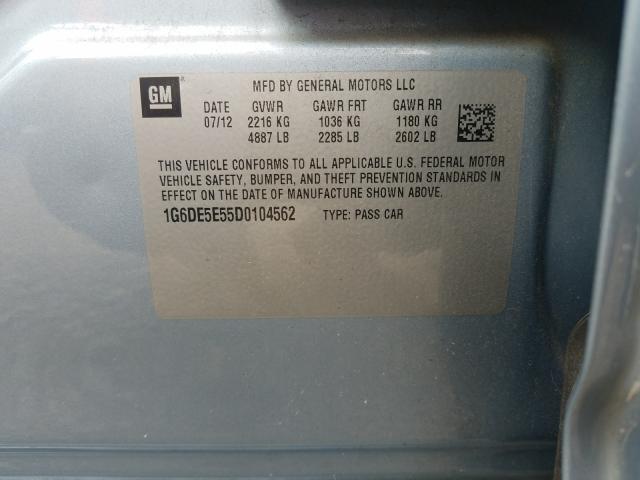 GM
MFD BY GENERAL MOTORS LLC
DATE GVWR GAWR FRT GAWR RR
07/12 2216 KG 1036 KG 1180 KG
4887 LB 2285 LB 2602 LB
THIS VEHICLE CONFORMS TO ALL APPLICABLE U.S. FEDERAL MOTOR
VEHICLE SAFETY, BUMPER, AND THEFT PREVENTION STANDARDS IN
EFFECT ON THE DATE OF MANUFACTURE SHOWN ABOVE.
1G6DE5E55D0104562 TYPE: PASS CAR